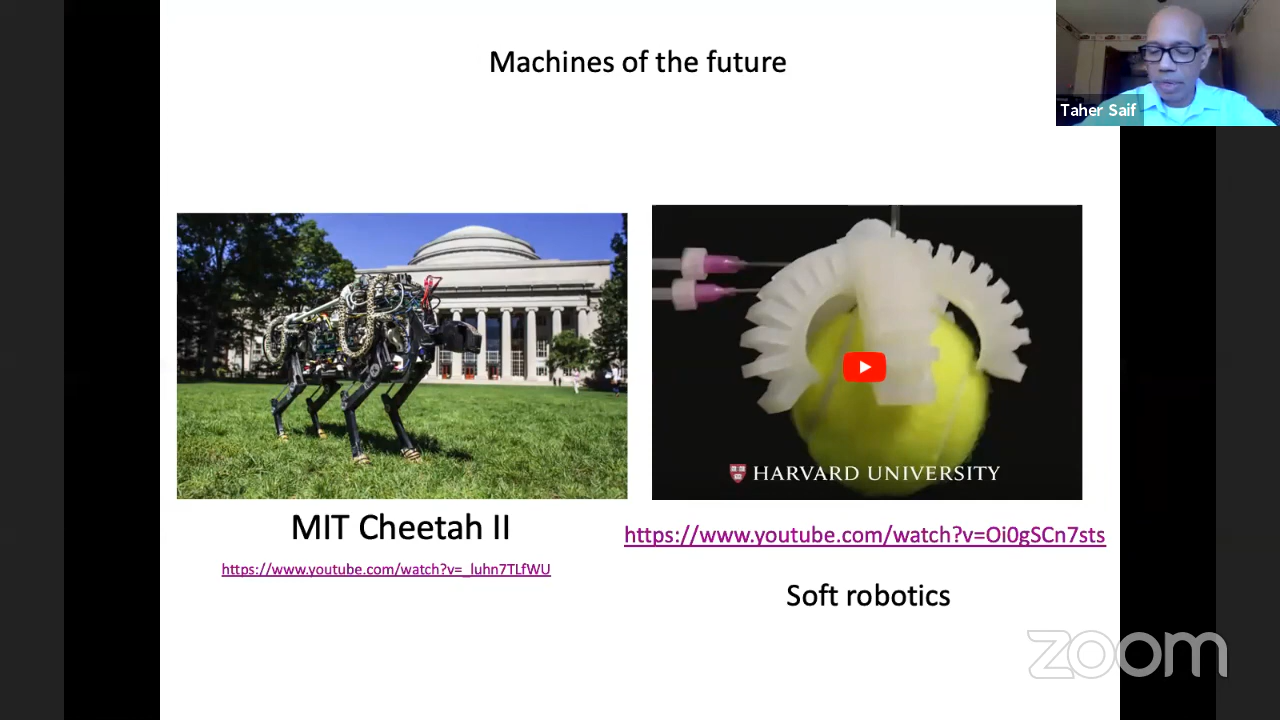 Machines of the future
Taher Saif
HARVARD UNIVERSITY
MIT Cheetah II
https://www.youtube.com/watch?v=_luhn7TLfWU
https://www.youtube.com/watch?v=Oi0gSCn7sts
Soft robotics
zoom